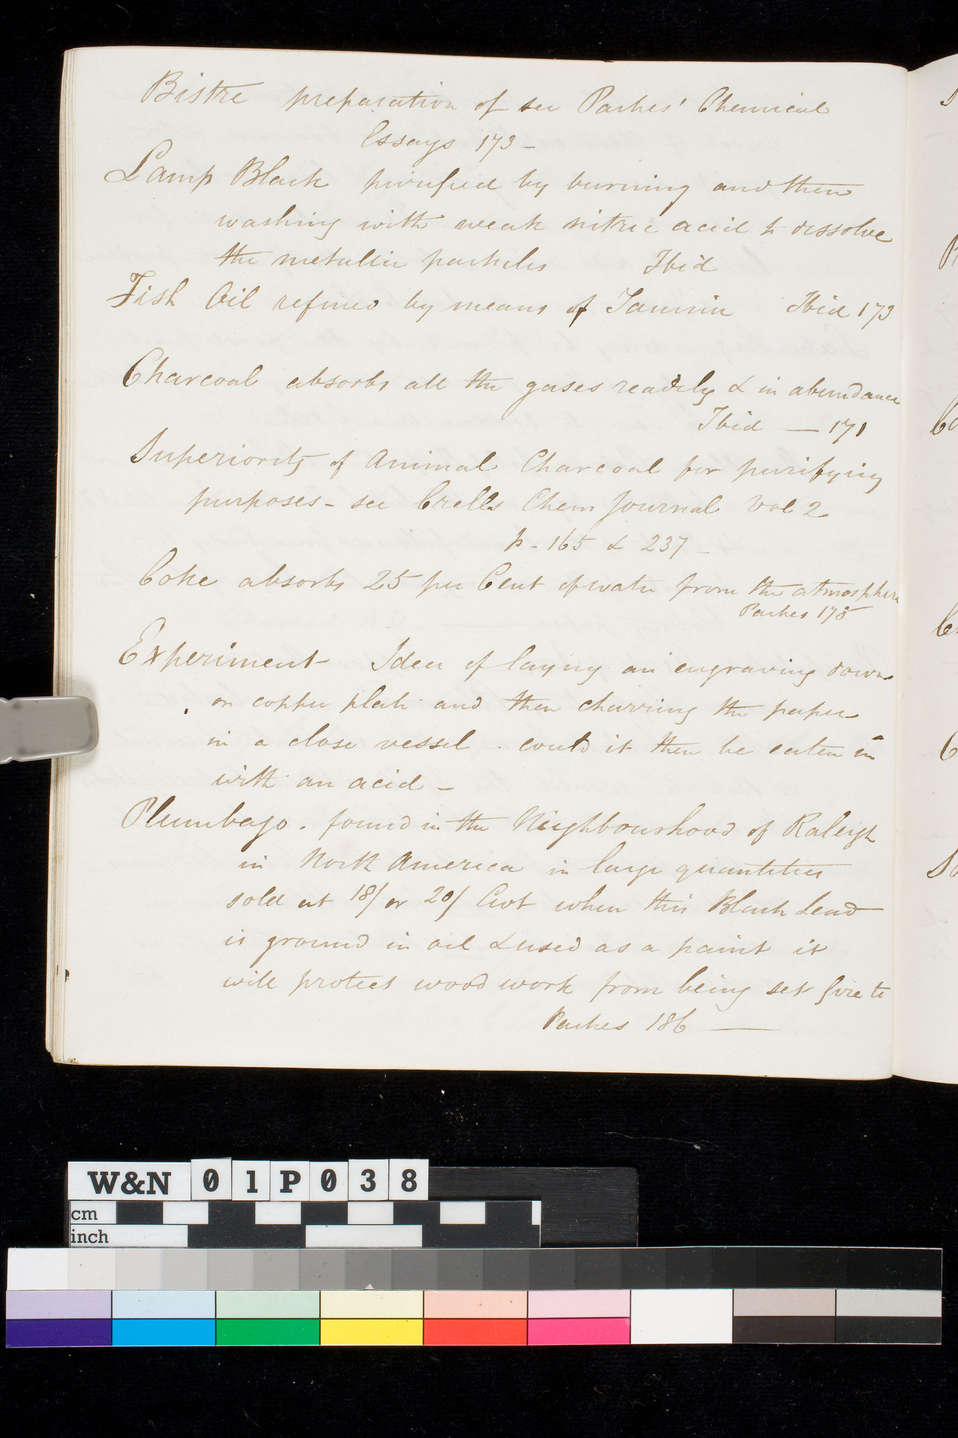 Bistre preparation of see Parkes' Chemical
Essays 173 -
Lamp Black purified by burning and then
washing with weak nitric acid to dissolve
the metallic particles Ibid
Fish Oil refined by means of Tannin Ibid 173
Charcoal absorbs all the gases readily & in abundance
Ibid — 171
Superiority of Animal Charcoal for purifying
purposes - see Crells Chem Journal Vol 2
p - 165 & 237 -
Coke absorbs 25 per Cent of water from the atmosphere
Parkes 178
Experiment - Idea of laying an engraving down
on copper plate and then charring the paper
in a close vessel . could it then be eaten in
with an acid -
Plumbago . found in the Neighbourhood of Raleigh
in North America in large quantities
sold at 18/ or 20/ Cwt when this Black Lead
is ground in oil & used as a paint it
will protect wood work from being set fire to
Parkes 186 —
W&N 01P038
cm
inch